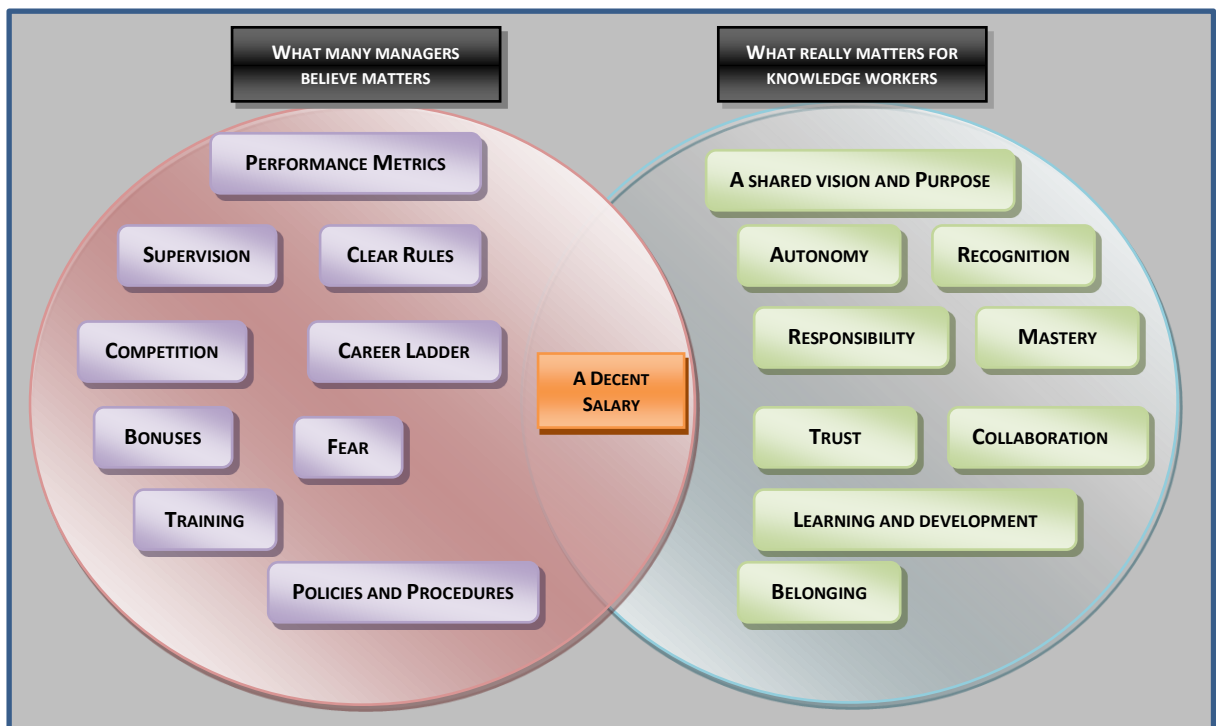 WHAT MANY MANAGERS
BELIEVE MATTERS
WHAT REALLY MATTERS FOR
KNOWLEDGE WORKERS
PERFORMANCE METRICS
SUPERVISION
CLEAR RULES
COMPETITION
CAREER LADDER
BONUSES
FEAR
TRAINING
POLICIES AND PROCEDURES
A DECENT
SALARY
A SHARED VISION AND PURPOSE
AUTONOMY
RECOGNITION
RESPONSIBILITY
MASTERY
TRUST
COLLABORATION
LEARNING AND DEVELOPMENT
BELONGING